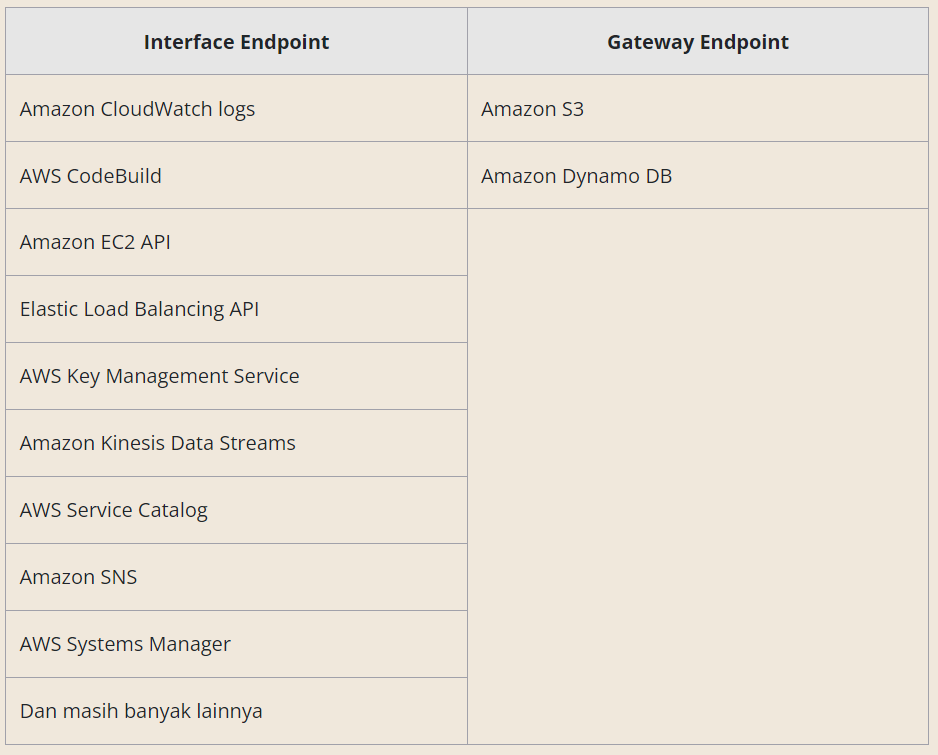 Interface Endpoint
Gateway Endpoint
Amazon CloudWatch logs
Amazon S3
AWS CodeBuild
Amazon Dynamo DB
Amazon EC2 API
Elastic Load Balancing API
AWS Key Management Service
Amazon Kinesis Data Streams
AWS Service Catalog
Amazon SNS
AWS Systems Manager
Dan masih banyak lainnya